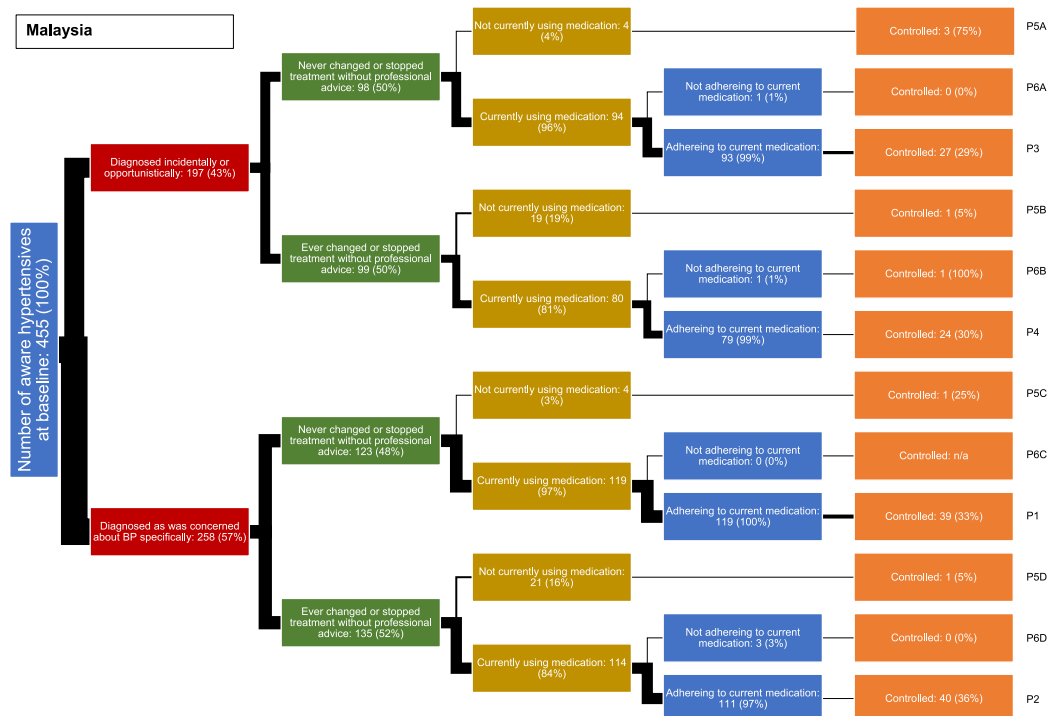 Malaysia
Number of aware hypertensives
at baseline: 455 (100%)
Diagnosed incidentally or
opportunistically: 197 (43%)
Diagnosed as was concerned
about BP specifically: 258 (57%)
Never changed or stopped
treatment without professional
advice: 98 (50%)
Ever changed or stopped
treatment without professional
advice: 99 (50%)
Never changed or stopped
treatment without professional
advice: 123 (48%)
Ever changed or stopped
treatment without professional
advice: 135 (52%)
Not currently using medication: 4
(4%)
Currently using medication: 94
(96%)
Not currently using medication:
19 (19%)
Currently using medication: 80
(81%)
Not currently using medication: 4
(3%)
Currently using medication: 119
(97%)
Not currently using medication:
21 (16%)
Currently using medication: 114
(84%)
Not adhereing to current
medication: 1 (1%)
Adhereing to current medication:
93 (99%)
Not adhereing to current
medication: 1 (1%)
Adhereing to current medication:
79 (99%)
Not adhereing to current
medication: 0 (0%)
Adhereing to current medication:
119 (100%)
Not adhereing to current
medication: 3 (3%)
Adhereing to current medication:
111 (97%)
Controlled: 3 (75%)
P5A
Controlled: 0 (0%)
P6A
Controlled: 27 (29%)
P3
Controlled: 1 (5%)
P5B
Controlled: 1 (100%)
P6B
Controlled: 24 (30%)
P4
Controlled: 1 (25%)
P5C
Controlled: n/a
P6C
Controlled: 39 (33%)
P1
Controlled: 1 (5%)
P5D
Controlled: 0 (0%)
P6D
Controlled: 40 (36%)
P2